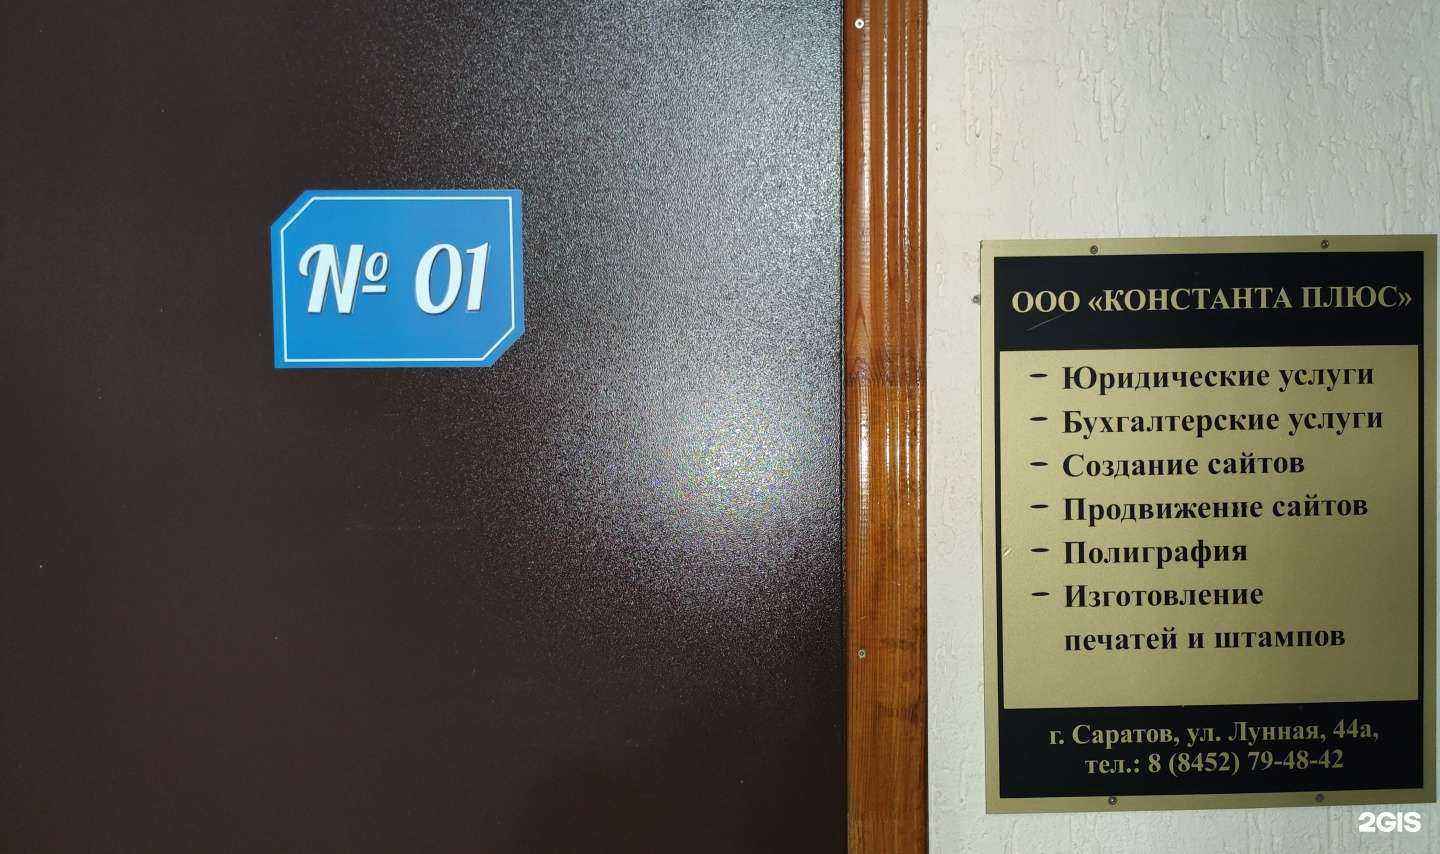 № 01
ООО «КОНСТАНТА ПЛЮС»
- Юридические услуги
- Бухгалтерские услуги
- Создание сайтов
- Продвижение сайтов
- Полиграфия
- Изготовление
печатей и штампов
г. Саратов, ул. Лунная, 44а,
тел.: 8 (8452) 79-48-42
2GIS